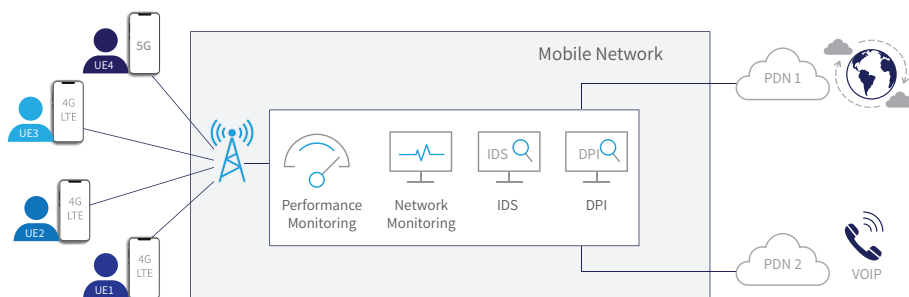 5G
UE4
Mobile Network
4G
LTE
UE3
PDN 1
IDS
DPI
Performance
Monitoring
Network
Monitoring
IDS
DPI
4G
LTE
UE2
4G
LTE
UE1
PDN 2
VOIP